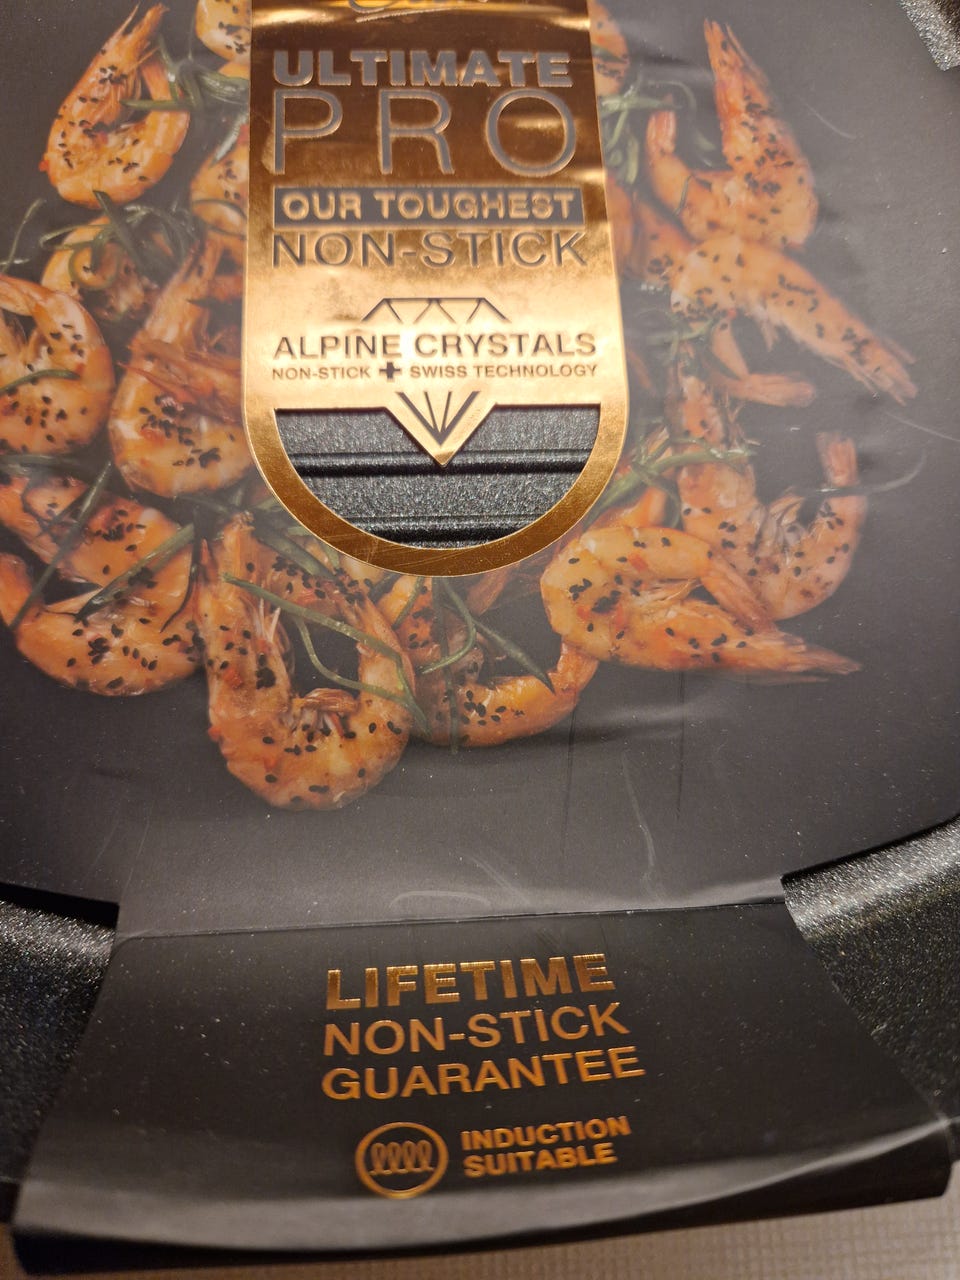 ULTIMATE
PRO
OUR TOUGHEST
NON-STICK
ALPINE CRYSTALS
NON-STICK + SWISS TECHNOLOGY
LIFETIME
NON-STICK
GUARANTEE
INDUCTION
SUITABLE